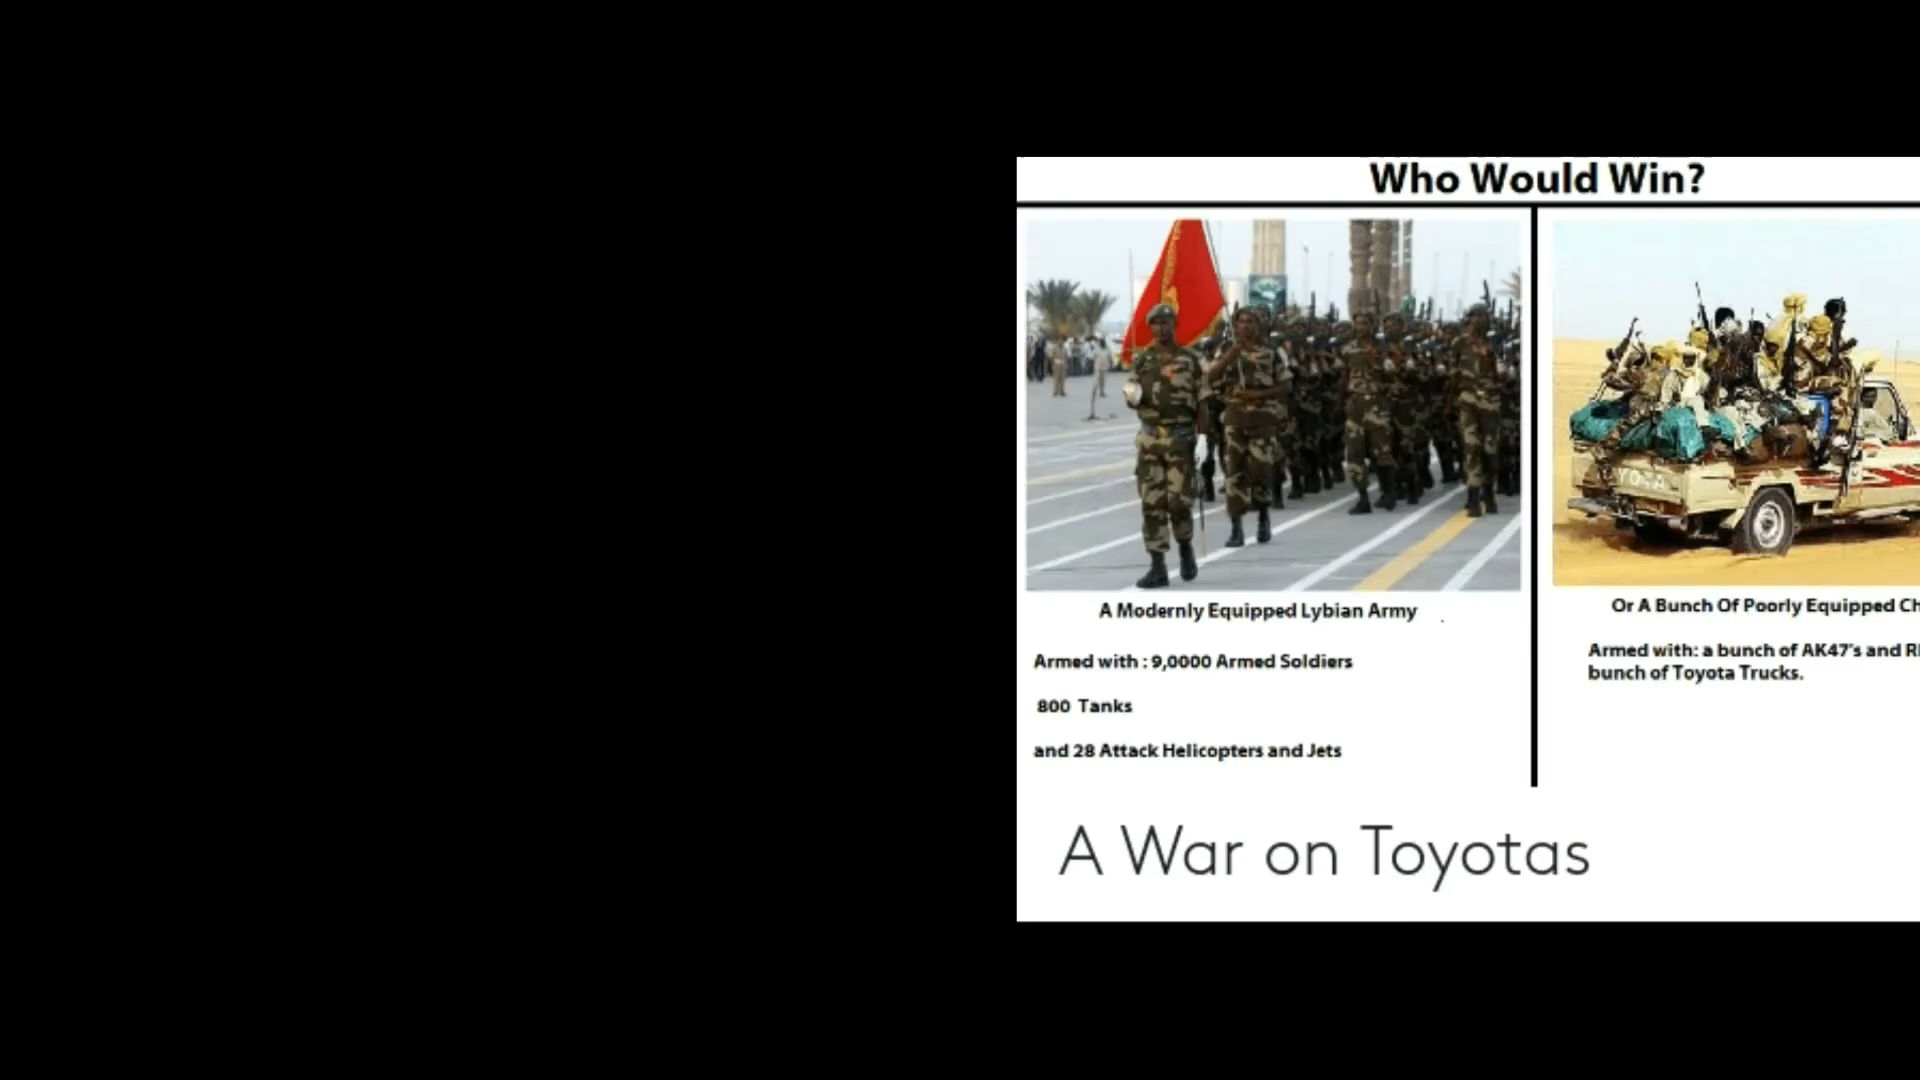 Who Would Win?
A Modernly Equipped Lybian Army
Armed with : 9,0000 Armed Soldiers
800 Tanks
and 28 Attack Helicopters and Jets
Or A Bunch Of Poorly Equipped Ch
Armed with: a bunch of AK47's and R
bunch of Toyota Trucks.
A War on Toyotas